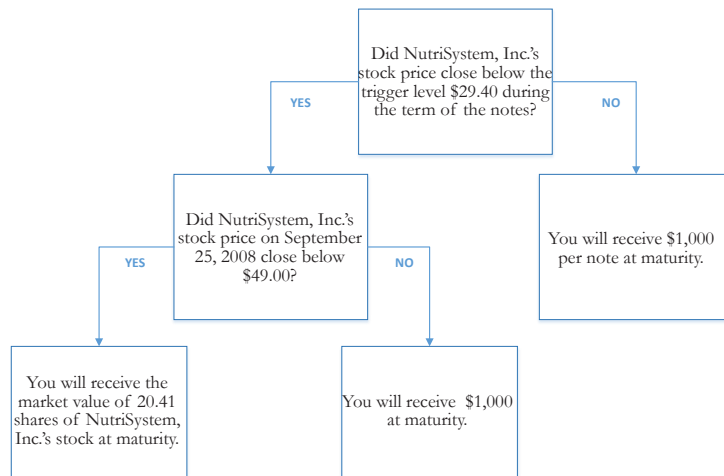 Did NutriSystem, Inc.'s
stock price close below the
trigger level $29.40 during
the term of the notes?
YES
NO
Did NutriSystem, Inc.'s
stock price on September
25, 2008 close below
$49.00?
You will receive $1,000
per note at maturity.
YES
NO
You will receive the
market value of 20.41
shares of NutriSystem,
Inc.'s stock at maturity.
You will receive $1,000
at maturity.